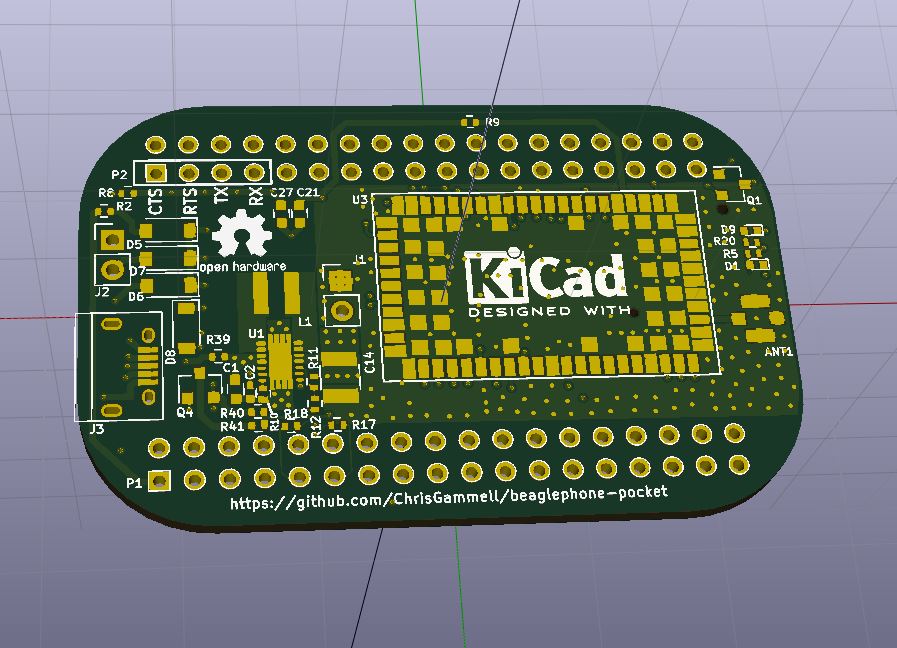 R9
P2
CTS
RTS
TX
RX
C27
C21
R8
R2
U3
Q1
D5
J2
D7
D6
open hardware
J1
KiCad
DESIGNED WITH
D9
R20
R5
D1
L1
U1
R39
D8
R11
C14
ANT1
C1
C2
Q4
R40
R41
R18
R12
R17
J3
P1
https://github.com/ChrisGammell/beaglephone-pocket